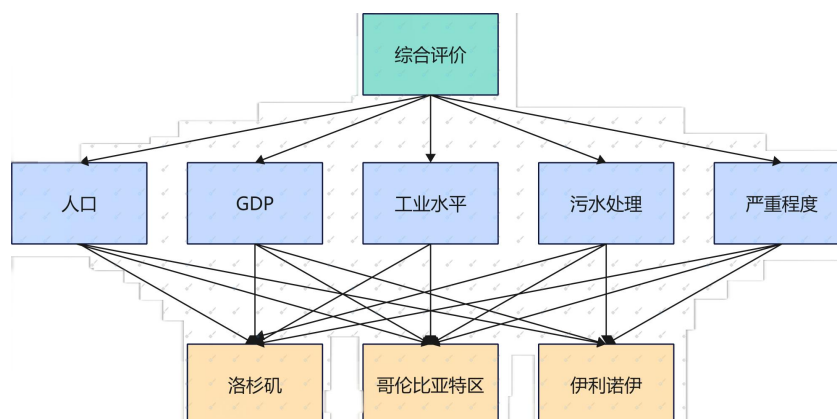 综合评价
人口
GDP
工业水平
污水处理
严重程度
洛杉矶
哥伦比亚特区
伊利诺伊